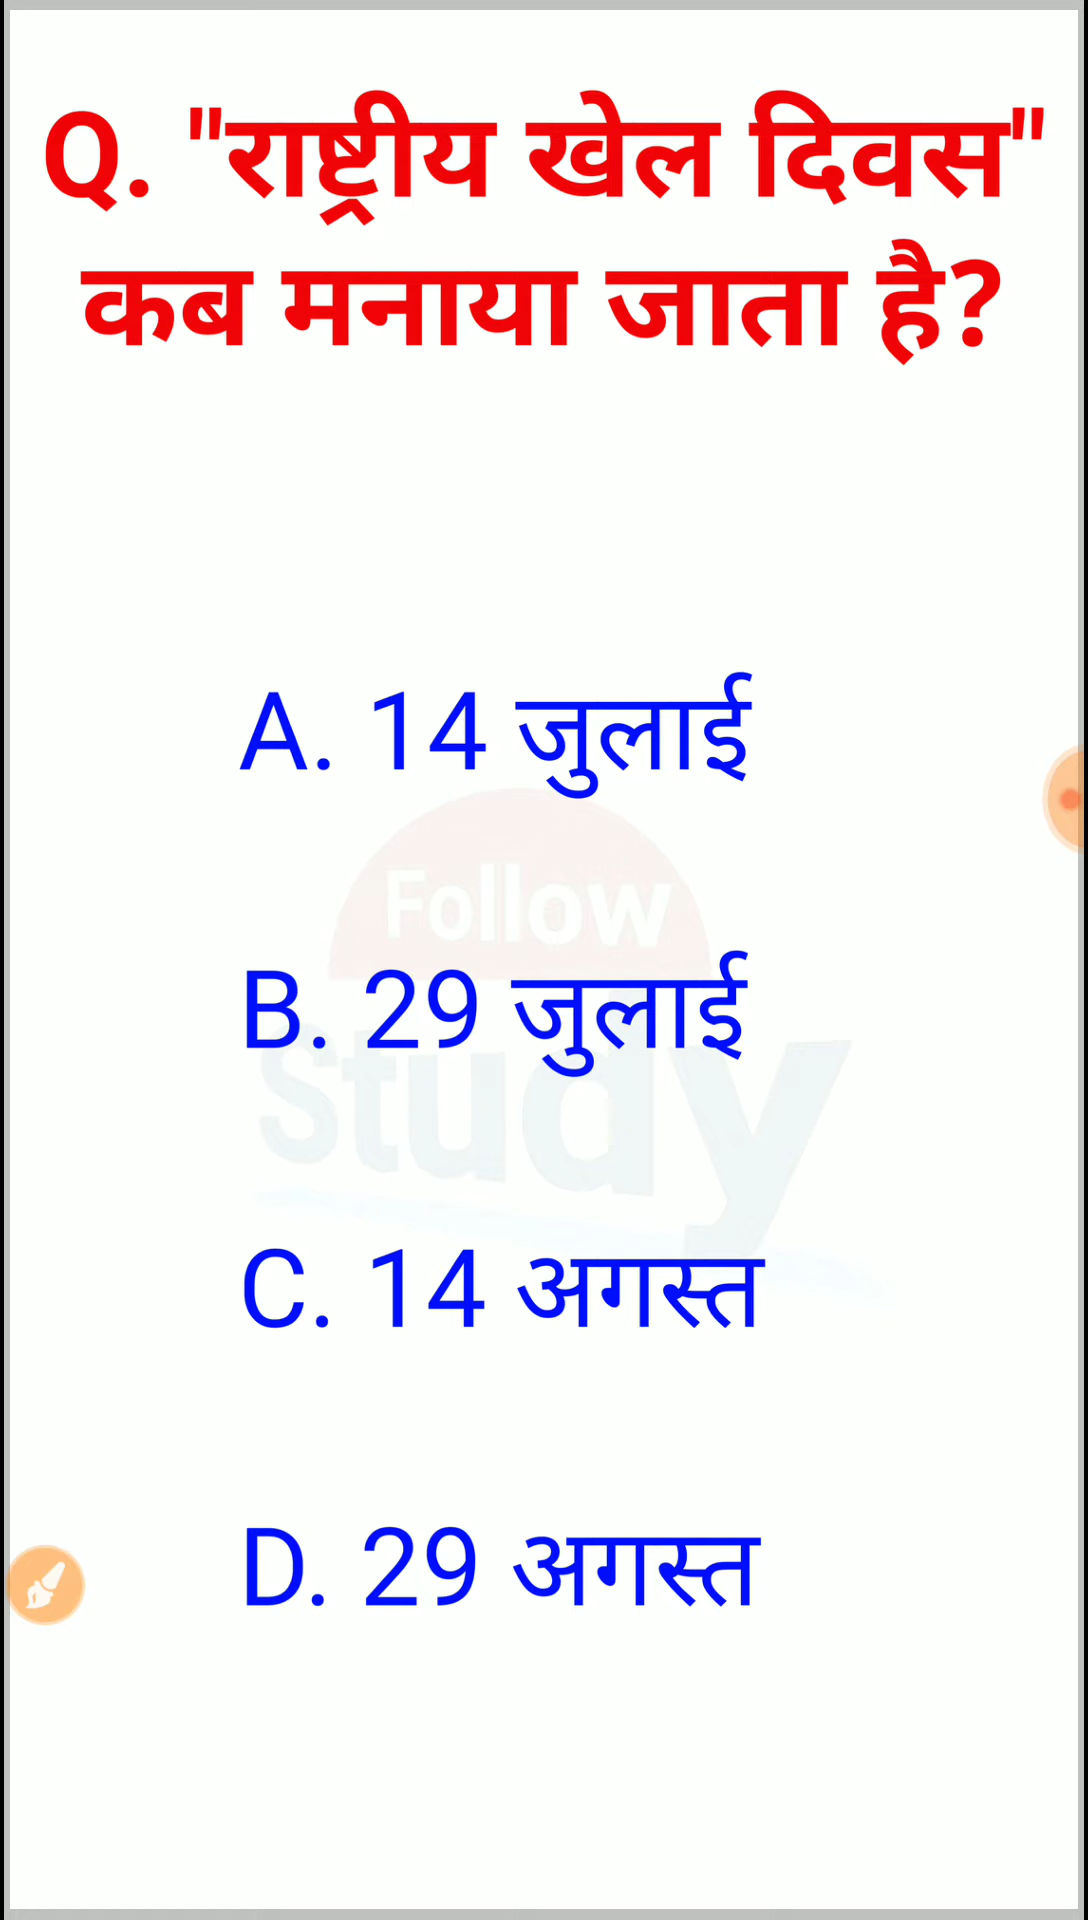 Q. "राष्ट्रीय खेल दिवस"
कब मनाया जाता है?
A. 14 जुलाई
Follow
B. 29 जुलाई
Study
C. 14 अगस्त
D. 29 अगस्त